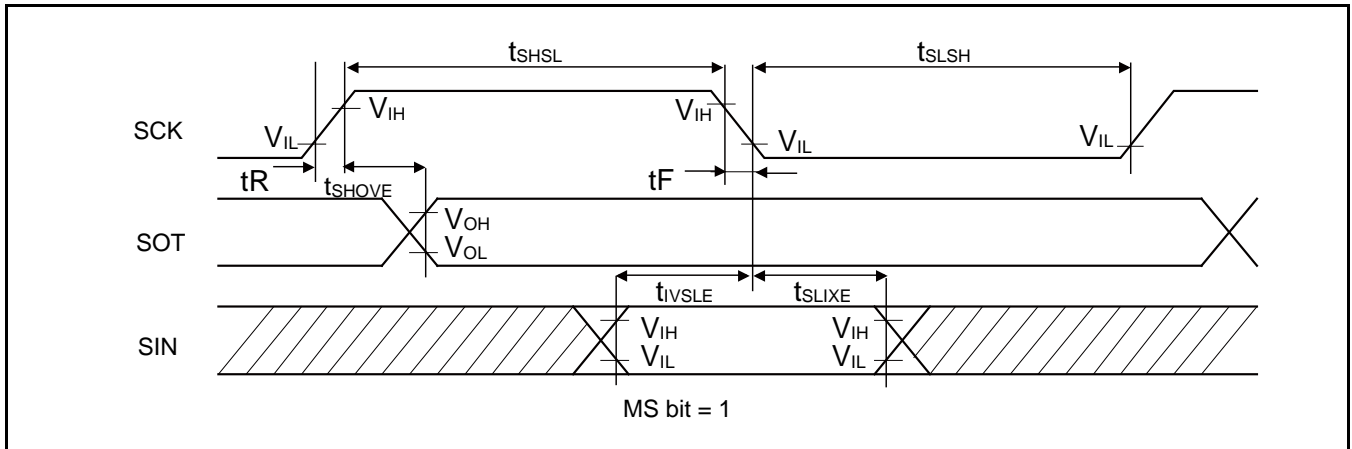 tSHSL
tSLSH
SCK
VIH
VIH
VIL
VIL
VIL
tR
tSHOVE
tF
SOT
VOH
VOL
tIVSLE
tSLIXE
SIN
VIH
VIH
VIL
VIL
MS bit = 1